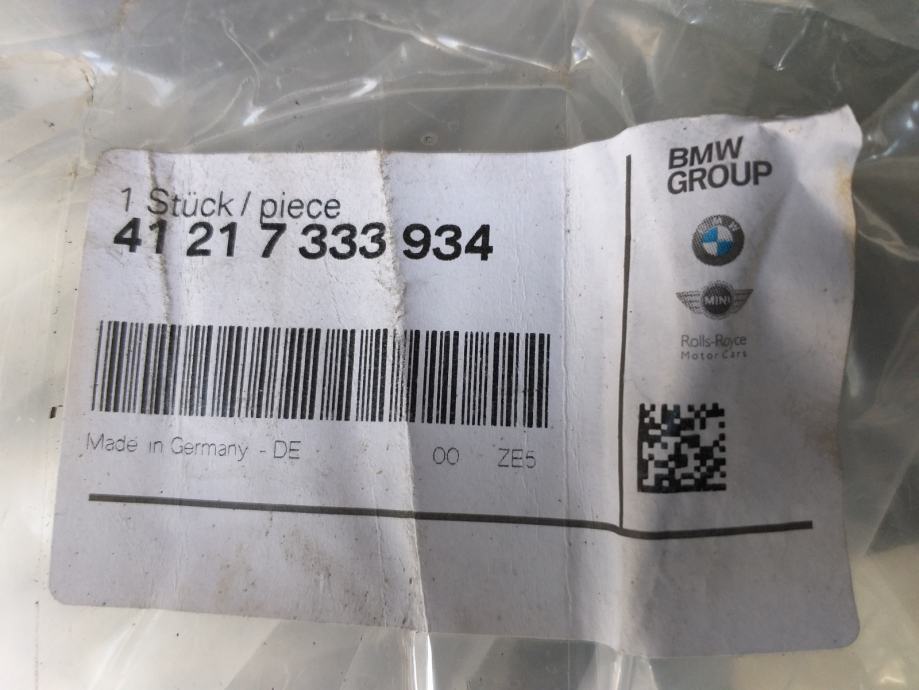 1 Stück / piece
41 21 7 333 934
Made in Germany - DE
00 ZE5
BMW
GROUP
BMW
MINI
Rolls-Royce
Motor Cars